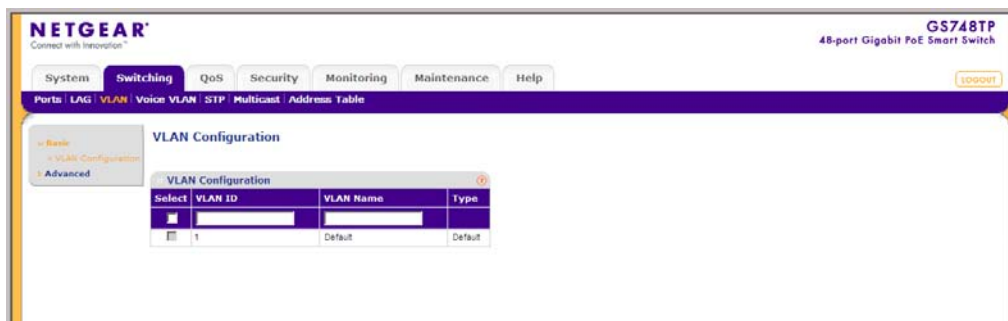 NETGEAR
Connect with Innovation™
GS748TP
48-port Gigabit PoE Smart Switch
System Switching QoS Security Monitoring Maintenance Help
LOGOUT
Ports LAG VLAN Voice VLAN STP Multicast Address Table
Basic
VLAN Configuration
Advanced
VLAN Configuration
VLAN Configuration
Select VLAN ID VLAN Name Type
1 Default Default